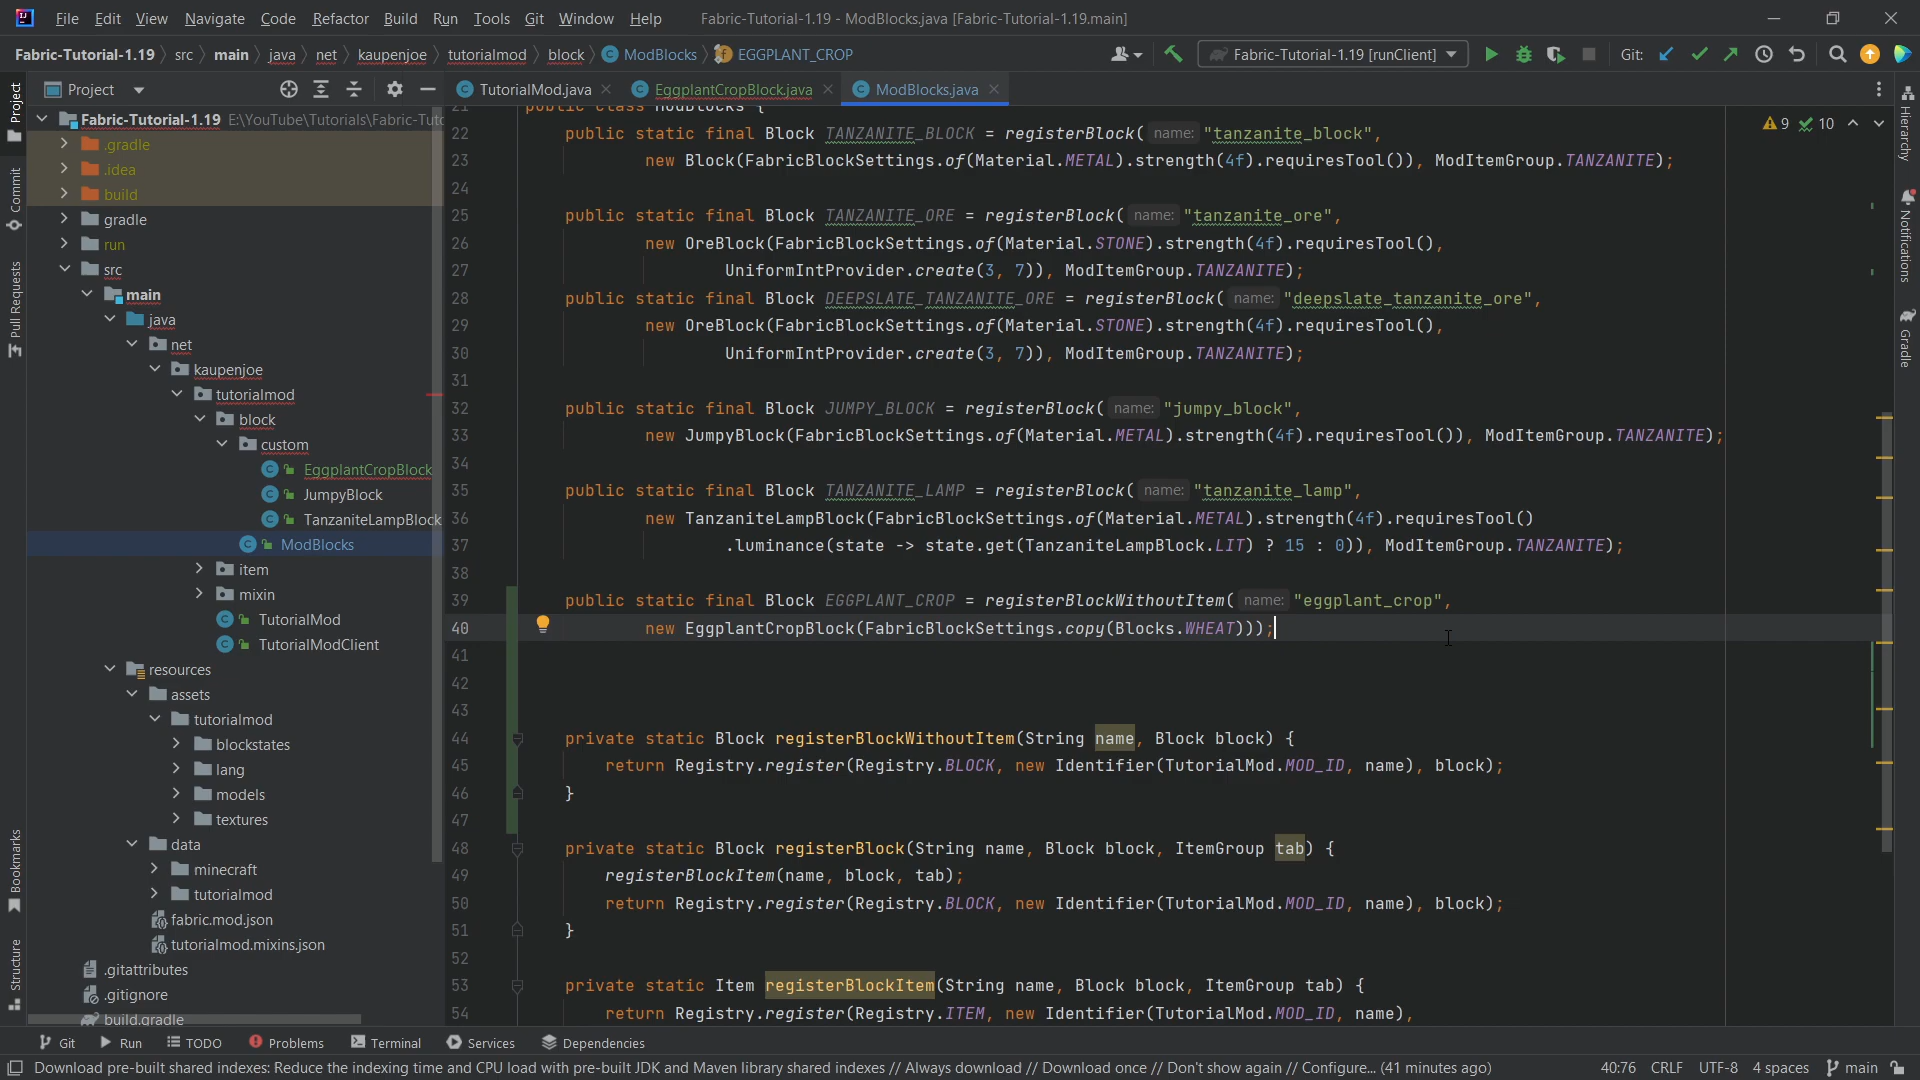 File Edit View Navigate Code Refactor Build Run Tools Git Window Help Fabric-Tutorial-1.19 - ModBlocks.java [Fabric-Tutorial-1.19.main]
Fabric-Tutorial-1.19 src main java net kaupenjoe tutorialmod block ModBlocks EGGPLANT_CROP Fabric-Tutorial-1.19 [runClient] Git:
Project TutorialMod.java EggplantCropBlock.java ModBlocks.java
Project
Commit
Pull Requests
Bookmarks
Structure
Fabric-Tutorial-1.19 E:\YouTube\Tutorials\Fabric-Tuto
.gradle
.idea
build
gradle
run
src
main
java
net
kaupenjoe
tutorialmod
block
custom
EggplantCropBlock
JumpyBlock
TanzaniteLampBlock
ModBlocks
item
mixin
TutorialMod
TutorialModClient
resources
assets
tutorialmod
blockstates
lang
models
textures
data
minecraft
tutorialmod
fabric.mod.json
tutorialmod.mixins.json
.gitattributes
.gitignore
build.gradle
9 10
21 public class ModBlocks {
22 public static final Block TANZANITE_BLOCK = registerBlock( name: "tanzanite_block",
23 new Block(FabricBlockSettings.of(Material.METAL).strength(4f).requiresTool()), ModItemGroup.TANZANITE);
24
25 public static final Block TANZANITE_ORE = registerBlock( name: "tanzanite_ore",
26 new OreBlock(FabricBlockSettings.of(Material.STONE).strength(4f).requiresTool(),
27 UniformIntProvider.create(3, 7)), ModItemGroup.TANZANITE);
28 public static final Block DEEPSLATE_TANZANITE_ORE = registerBlock( name: "deepslate_tanzanite_ore",
29 new OreBlock(FabricBlockSettings.of(Material.STONE).strength(4f).requiresTool(),
30 UniformIntProvider.create(3, 7)), ModItemGroup.TANZANITE);
31
32 public static final Block JUMPY_BLOCK = registerBlock( name: "jumpy_block",
33 new JumpyBlock(FabricBlockSettings.of(Material.METAL).strength(4f).requiresTool()), ModItemGroup.TANZANITE);
34
35 public static final Block TANZANITE_LAMP = registerBlock( name: "tanzanite_lamp",
36 new TanzaniteLampBlock(FabricBlockSettings.of(Material.METAL).strength(4f).requiresTool()
37 .luminance(state -> state.get(TanzaniteLampBlock.LIT) ? 15 : 0)), ModItemGroup.TANZANITE);
38
39 public static final Block EGGPLANT_CROP = registerBlockWithoutItem( name: "eggplant_crop",
40 new EggplantCropBlock(FabricBlockSettings.copy(Blocks.WHEAT)));
41
42
43
44 private static Block registerBlockWithoutItem(String name, Block block) {
45 return Registry.register(Registry.BLOCK, new Identifier(TutorialMod.MOD_ID, name), block);
46 }
47
48 private static Block registerBlock(String name, Block block, ItemGroup tab) {
49 registerBlockItem(name, block, tab);
50 return Registry.register(Registry.BLOCK, new Identifier(TutorialMod.MOD_ID, name), block);
51 }
52
53 private static Item registerBlockItem(String name, Block block, ItemGroup tab) {
54 return Registry.register(Registry.ITEM, new Identifier(TutorialMod.MOD_ID, name),
Hierarchy
Notifications
Gradle
Git Run TODO Problems Terminal Services Dependencies
Download pre-built shared indexes: Reduce the indexing time and CPU load with pre-built JDK and Maven library shared indexes // Always download // Download once // Don't show again // Configure... (41 minutes ago) 40:76 CRLF UTF-8 4 spaces main